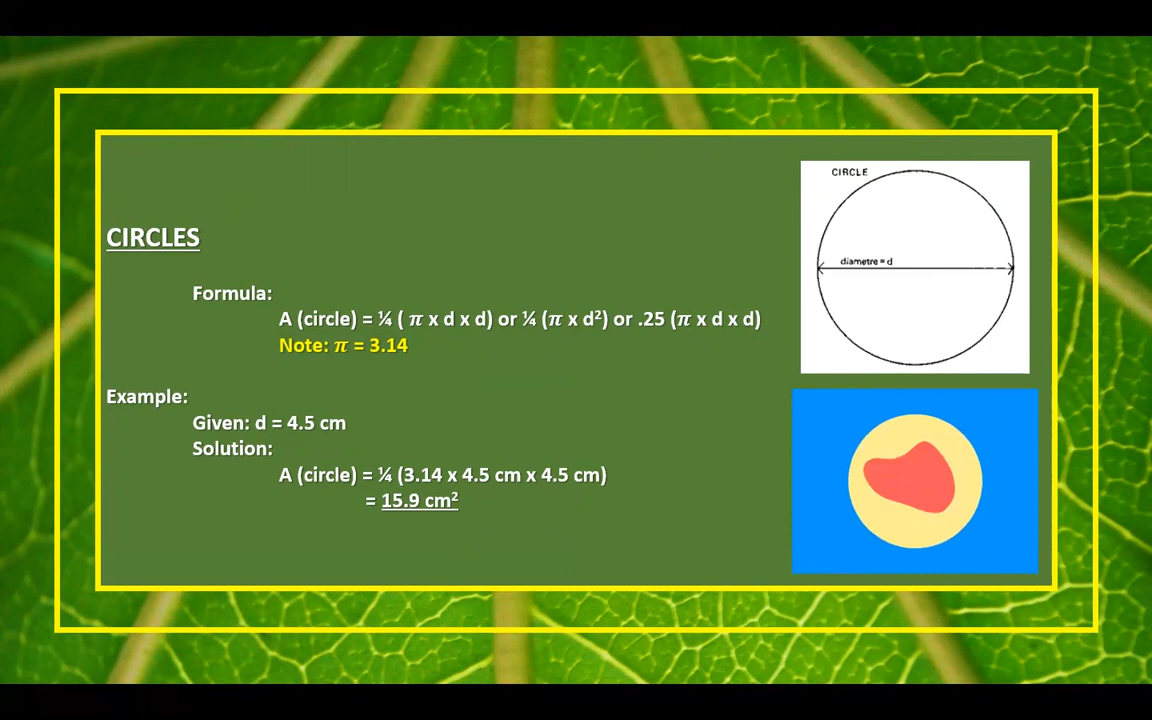 CIRCLES
Formula:
A (circle) = ¼ ( 𝜋 x d x d) or ¼ (𝜋 x d²) or .25 (𝜋 x d x d)
Note: 𝜋 = 3.14
Example:
Given: d = 4.5 cm
Solution:
A (circle) = ¼ (3.14 x 4.5 cm x 4.5 cm)
= 15.9 cm²
CIRCLE
diametre = d